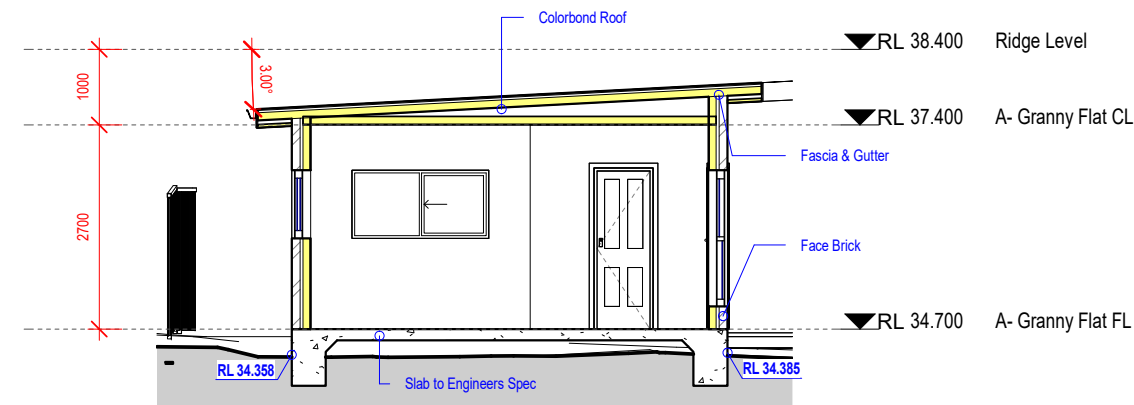 Colorbond Roof
RL 38.400 Ridge Level
1000
3.00°
RL 37.400 A- Granny Flat CL
Fascia & Gutter
2700
Face Brick
RL 34.700 A- Granny Flat FL
RL 34.358
RL 34.385
Slab to Engineers Spec